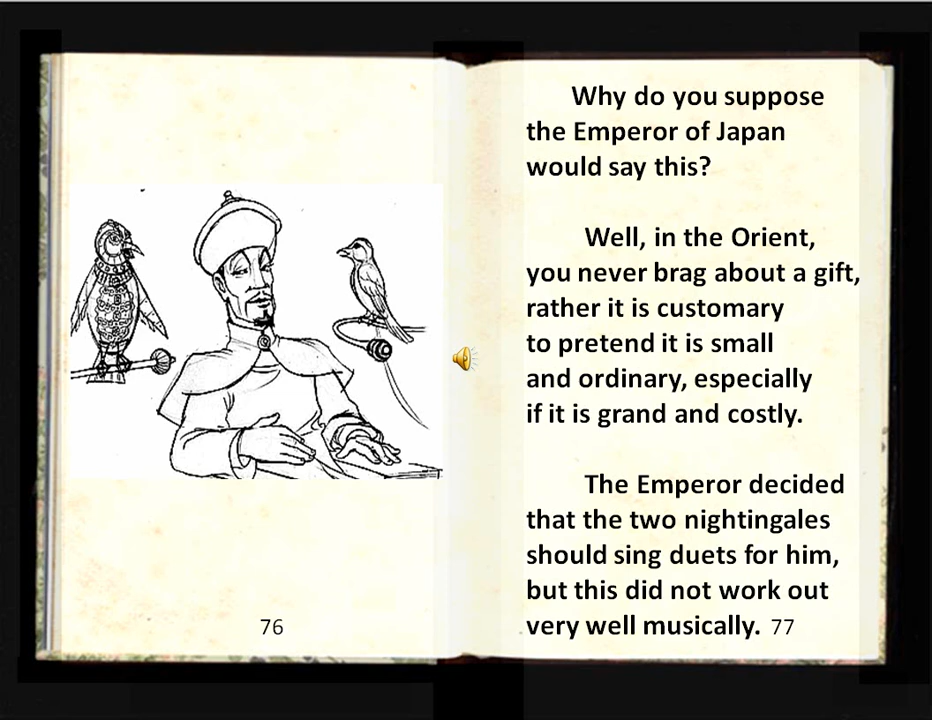 76
Why do you suppose
the Emperor of Japan
would say this?
Well, in the Orient,
you never brag about a gift,
rather it is customary
to pretend it is small
and ordinary, especially
if it is grand and costly.
The Emperor decided
that the two nightingales
should sing duets for him,
but this did not work out
very well musically. 77